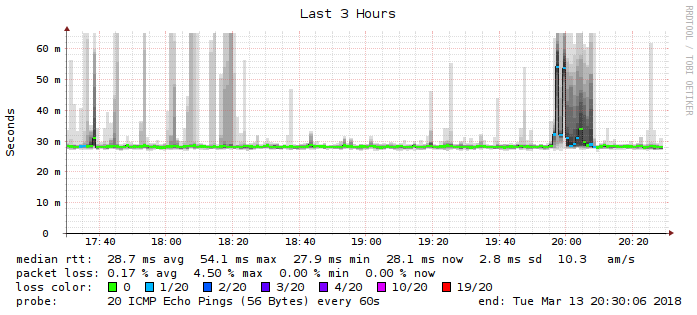 Last 3 Hours
RRDTOOL / TOBI OETIKER
Seconds
60 m
50 m
40 m
30 m
20 m
10 m
0
17:40 18:00 18:20 18:40 19:00 19:20 19:40 20:00 20:20
median rtt: 28.7 ms avg 54.1 ms max 27.9 ms min 28.1 ms now 2.8 ms sd 10.3 am/s
packet loss: 0.17 % avg 4.50 % max 0.00 % min 0.00 % now
loss color: 0 1/20 2/20 3/20 4/20 10/20 19/20
probe: 20 ICMP Echo Pings (56 Bytes) every 60s end: Tue Mar 13 20:30:06 2018